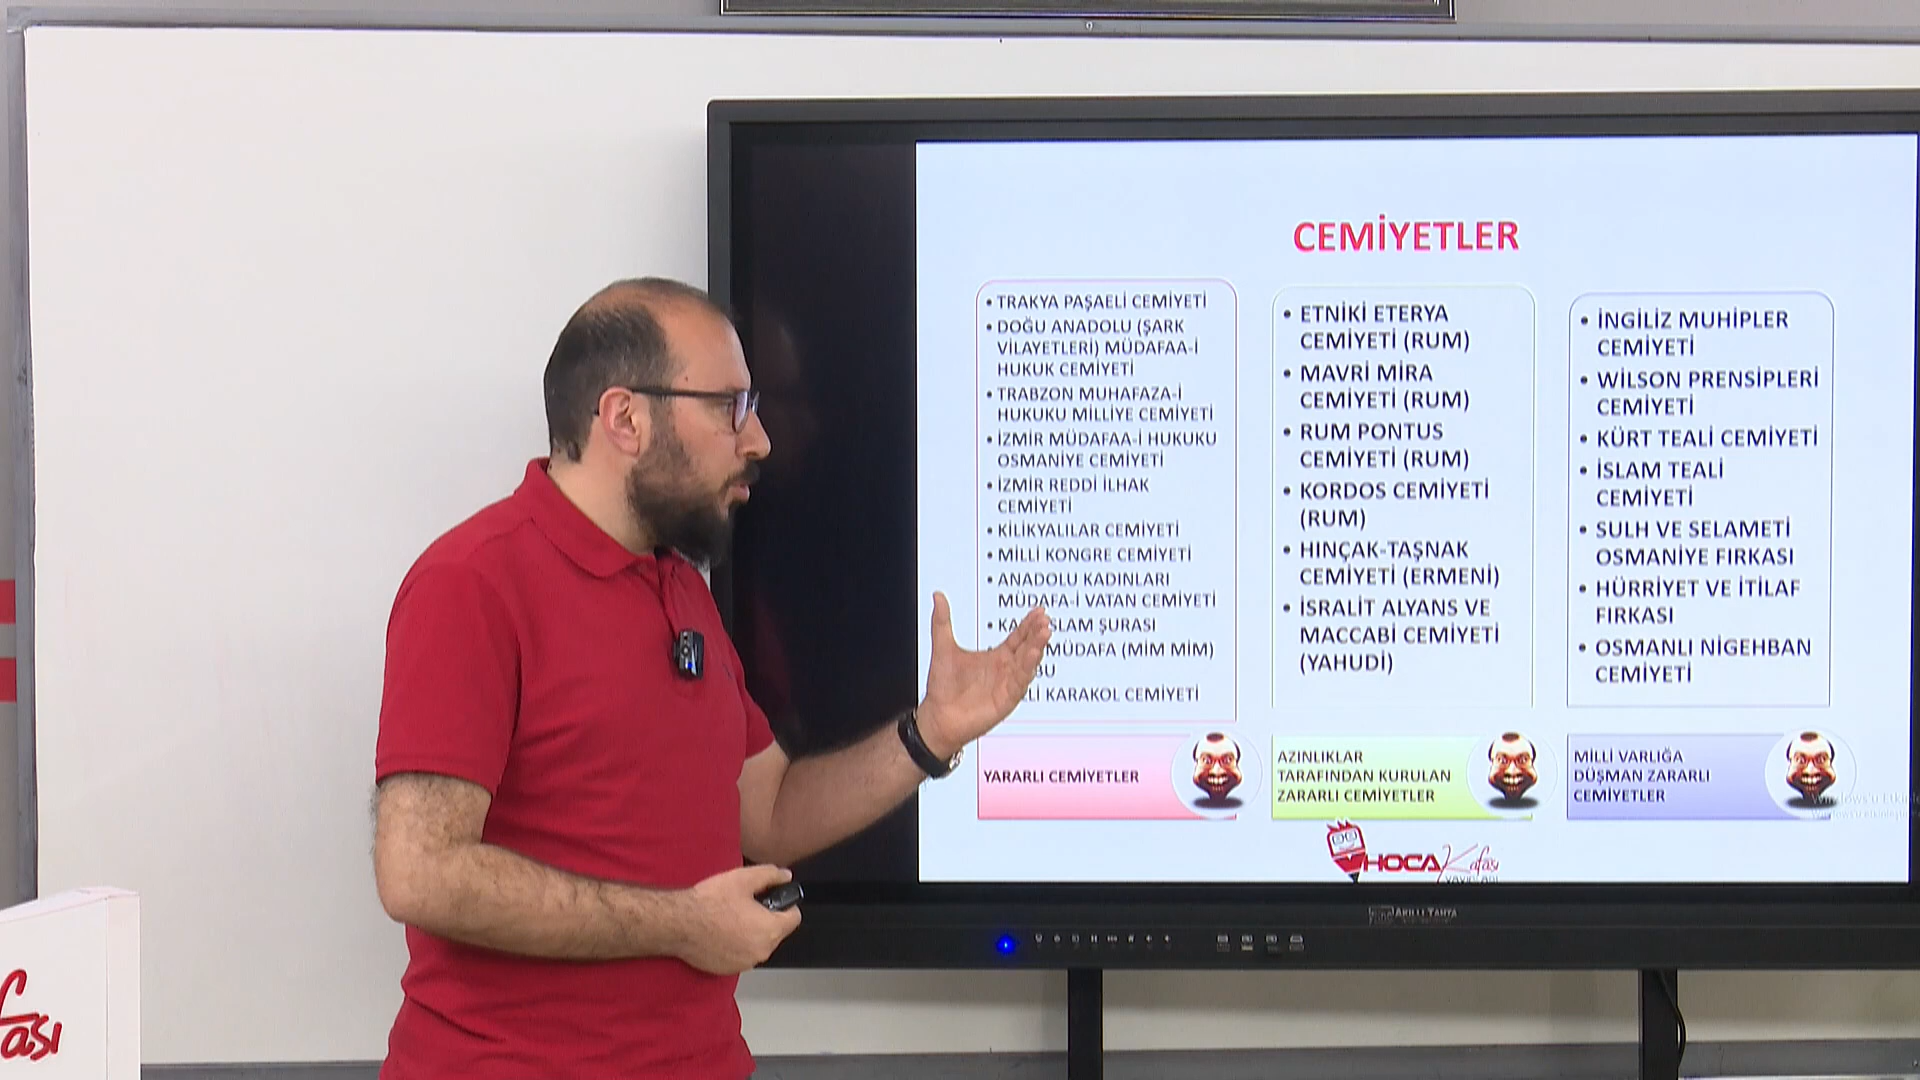 CEMİYETLER
• TRAKYA PAŞAELİ CEMİYETİ
• DOĞU ANADOLU (ŞARK
VİLAYETLERİ) MÜDAFAA-İ
HUKUK CEMİYETİ
• TRABZON MUHAFAZA-İ
HUKUKU MİLLİYE CEMİYETİ
• İZMİR MÜDAFAA-İ HUKUKU
OSMANİYE CEMİYETİ
• İZMİR REDDİ İLHAK
CEMİYETİ
• KİLİKYALILAR CEMİYETİ
• MİLLİ KONGRE CEMİYETİ
• ANADOLU KADINLARI
MÜDAFA-İ VATAN CEMİYETİ
• ŞURASI
MÜDAFA (MİM MİM)
KARAKOL CEMİYETİ
YARARLI CEMİYETLER
• ETNİKİ ETERYA
CEMİYETİ (RUM)
• MAVRİ MİRA
CEMİYETİ (RUM)
• RUM PONTUS
CEMİYETİ (RUM)
• KORDOS CEMİYETİ
(RUM)
• HINÇAK-TAŞNAK
CEMİYETİ (ERMENİ)
• İSRALİT ALYANS VE
MACCABİ CEMİYETİ
(YAHUDİ)
AZINLIKLAR
TARAFINDAN KURULAN
ZARARLI CEMİYETLER
• İNGİLİZ MUHİPLER
CEMİYETİ
• WİLSON PRENSİPLERİ
CEMİYETİ
• KÜRT TEALİ CEMİYETİ
• İSLAM TEALİ
CEMİYETİ
• SULH VE SELAMETİ
OSMANİYE FIRKASI
• HÜRRİYET VE İTİLAF
FIRKASI
• OSMANLI NİGEHBAN
CEMİYETİ
MİLLİ VARLIĞA
DÜŞMAN ZARARLI
CEMİYETLER
HOCA Kafası
AKILLI TAHTA